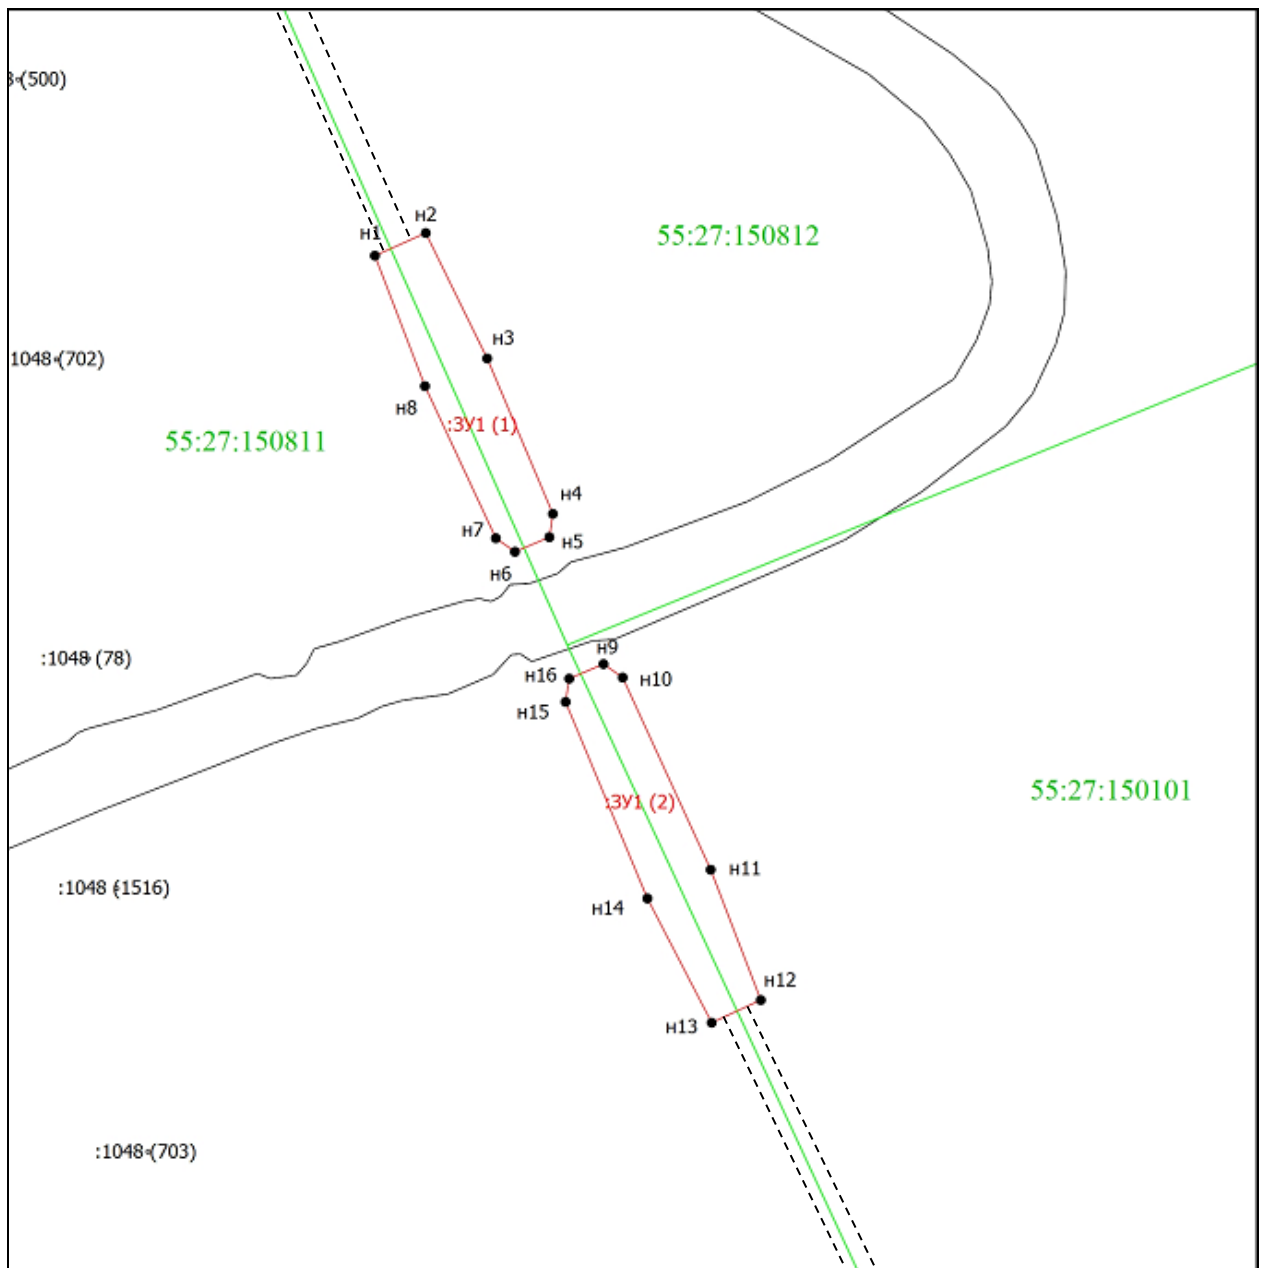 (500)
н2
н1
55:27:150812
н3
1048 (702)
н8
:ЗУ1 (1)
55:27:150811
н4
н7
н5
н6
н9
:1048 (78)
н16
н10
н15
55:27:150101
:ЗУ1 (2)
н11
:1048 (1516)
н14
н12
н13
:1048 (703)